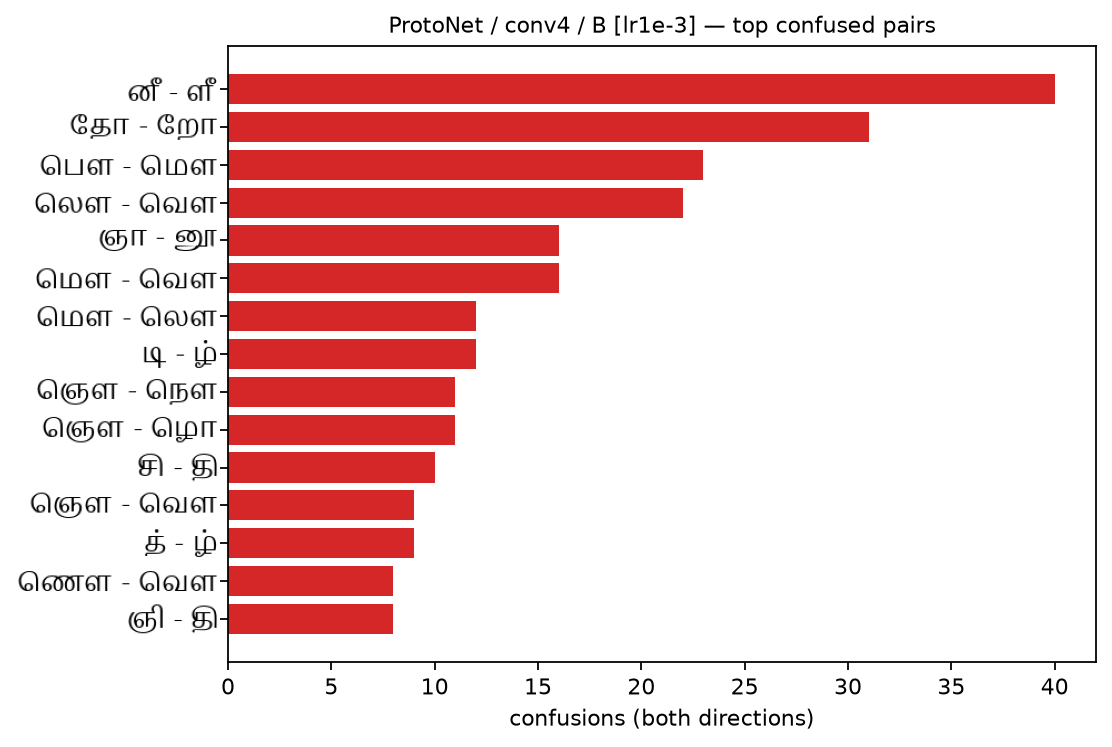 ProtoNet / conv4 / B [lr1e-3] — top confused pairs
னீ - ளீ
தோ - றோ
பௌ - மௌ
லௌ - வௌ
ஞா - னூ
மௌ - வௌ
மௌ - லௌ
டி - ழ்
ஞௌ - நௌ
ஞௌ - ழொ
சி - தி
ஞௌ - வௌ
த் - ழ்
ணௌ - வௌ
ஞி - தி
0 5 10 15 20 25 30 35 40
confusions (both directions)